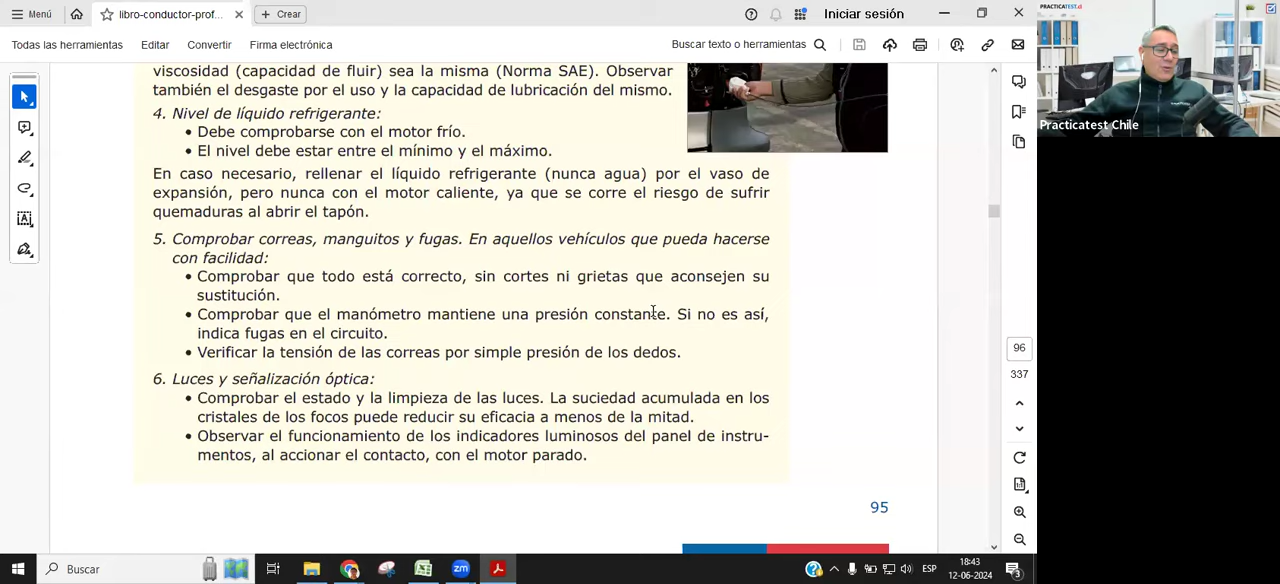 Menú
libro-conductor-prof...
+ Crear
Iniciar sesión
Todas las herramientas
Editar
Convertir
Firma electrónica
Buscar texto o herramientas
viscosidad (capacidad de fluir) sea la misma (Norma SAE). Observar
también el desgaste por el uso y la capacidad de lubricación del mismo.
4. Nivel de líquido refrigerante:
• Debe comprobarse con el motor frío.
• El nivel debe estar entre el mínimo y el máximo.
En caso necesario, rellenar el líquido refrigerante (nunca agua) por el vaso de
expansión, pero nunca con el motor caliente, ya que se corre el riesgo de sufrir
quemaduras al abrir el tapón.
5. Comprobar correas, manguitos y fugas. En aquellos vehículos que pueda hacerse
con facilidad:
• Comprobar que todo está correcto, sin cortes ni grietas que aconsejen su
sustitución.
• Comprobar que el manómetro mantiene una presión constante. Si no es así,
indica fugas en el circuito.
• Verificar la tensión de las correas por simple presión de los dedos.
6. Luces y señalización óptica:
• Comprobar el estado y la limpieza de las luces. La suciedad acumulada en los
cristales de los focos puede reducir su eficacia a menos de la mitad.
• Observar el funcionamiento de los indicadores luminosos del panel de instru-
mentos, al accionar el contacto, con el motor parado.
95
96
337
PRACTICATEST.cl
Practicatest Chile
Buscar
ESP
18:43
12-06-2024
3